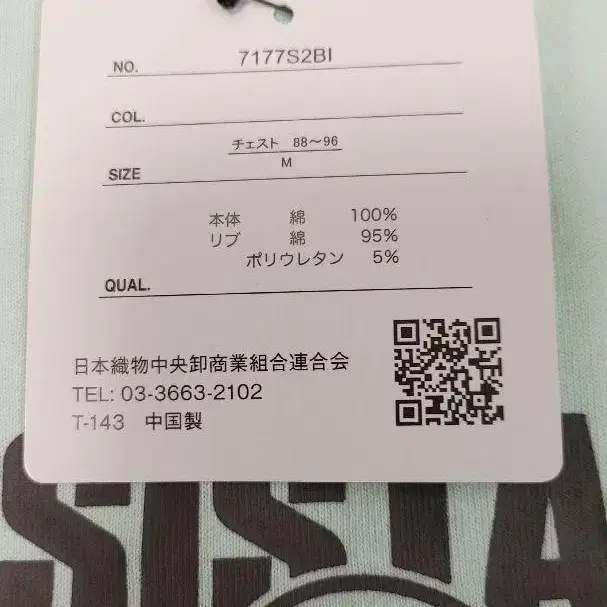 NO. 7177S2BI
COL.
チェスト 88～96
SIZE M
本体 綿 100%
リブ 綿 95%
ポリウレタン 5%
QUAL.
日本織物中央卸商業組合連合会
TEL: 03-3663-2102
T-143 中国製
SISTA